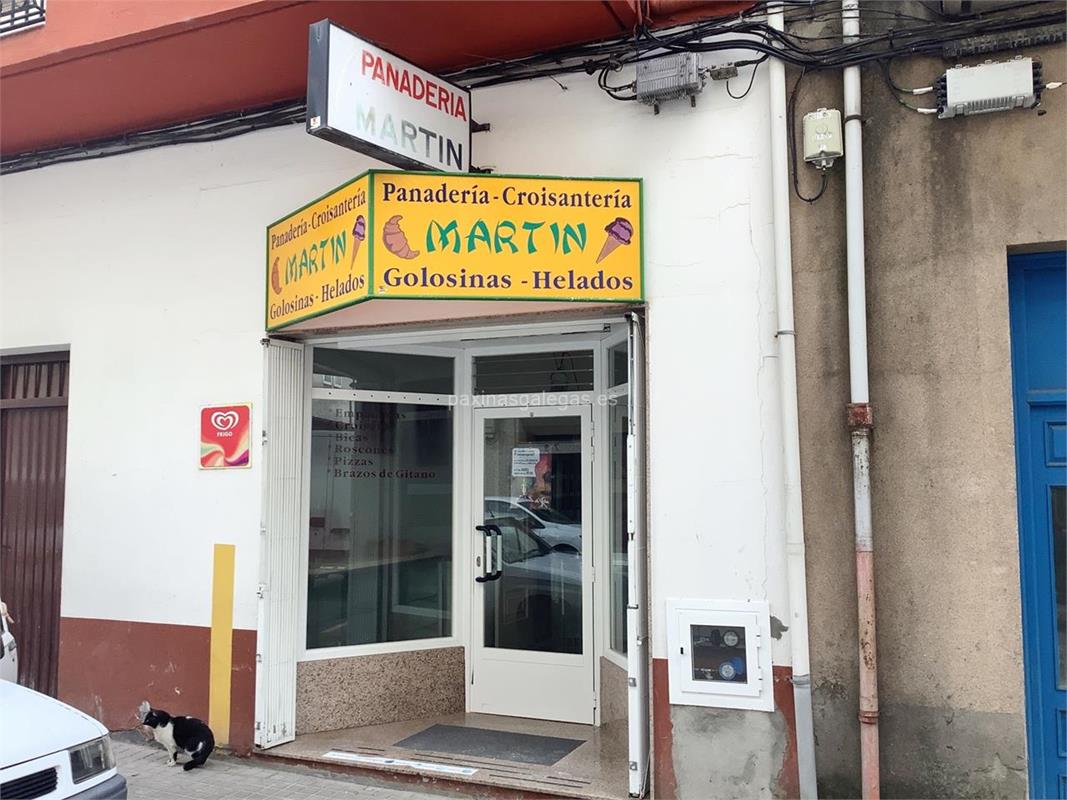 PANADERIA
MARTIN
Panadería-Croisantería
MARTIN
Golosinas-Helados
Panadería-Croisantería
MARTIN
Golosinas -Helados
paxinasgalegas.es
FRIGO
* Empanadas
* Bicas
* Roscones
* Pizzas
* Brazos de Gitano